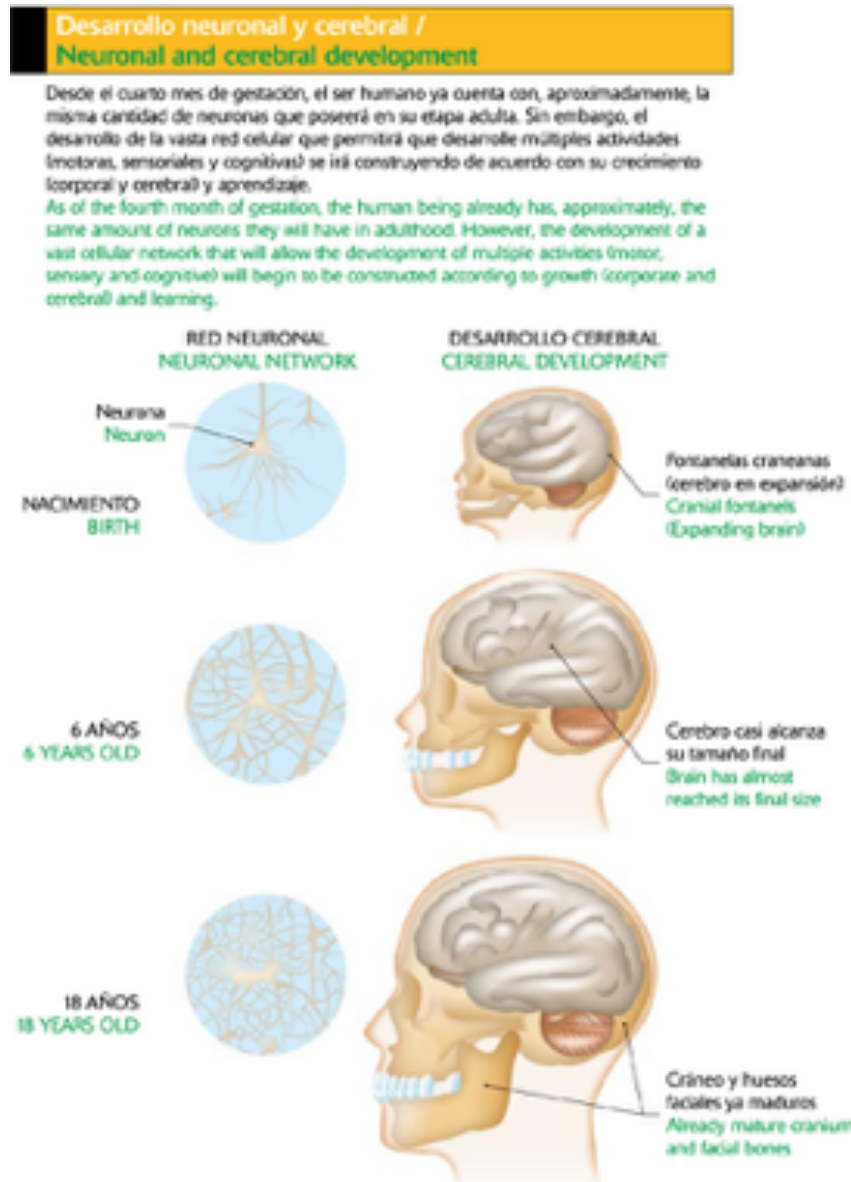 Desarrollo neuronal y cerebral /
Neuronal and cerebral development
Desde el cuarto mes de gestación, el ser humano ya cuenta con, aproximadamente, la
misma cantidad de neuronas que poseerá en su etapa adulta. Sin embargo, el
desarrollo de la vasta red celular que permitirá que desarrolle múltiples actividades
(motoras, sensoriales y cognitivas) se irá construyendo de acuerdo con su crecimiento
(corporal y cerebral) y aprendizaje.
As of the fourth month of gestation, the human being already has, approximately, the
same amount of neurons they will have in adulthood. However, the development of a
vast cellular network that will allow the development of multiple activities (motor,
sensory and cognitive) will begin to be constructed according to growth (corporate and
cerebral) and learning.
RED NEURONAL
NEURONAL NETWORK
DESARROLLO CEREBRAL
CEREBRAL DEVELOPMENT
Neurona
Neuron
NACIMIENTO
BIRTH
Fontanelas craneanas
(cerebro en expansión)
Cranial fontanels
(Expanding brain)
6 AÑOS
6 YEARS OLD
Cerebro casi alcanza
su tamaño final
Brain has almost
reached its final size
18 AÑOS
18 YEARS OLD
Cráneo y huesos
faciales ya maduros
Already mature cranium
and facial bones